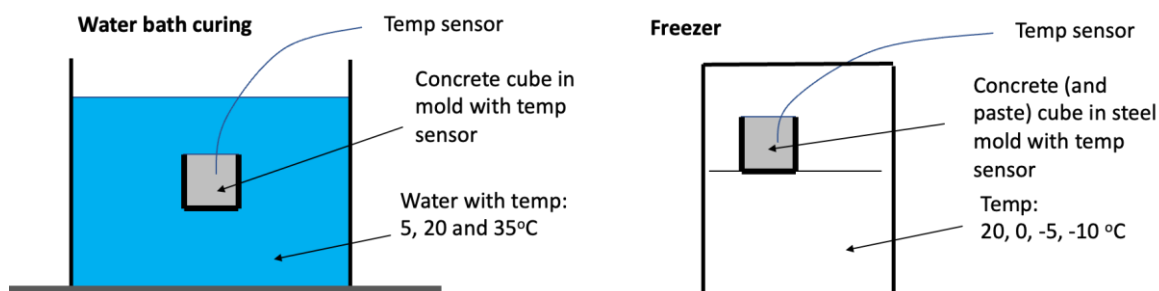 Water bath curing
Temp sensor
Concrete cube in
mold with temp
sensor
Water with temp:
5, 20 and 35°C
Freezer
Temp sensor
Concrete (and
paste) cube in steel
mold with temp
sensor
Temp:
20, 0, -5, -10 °C